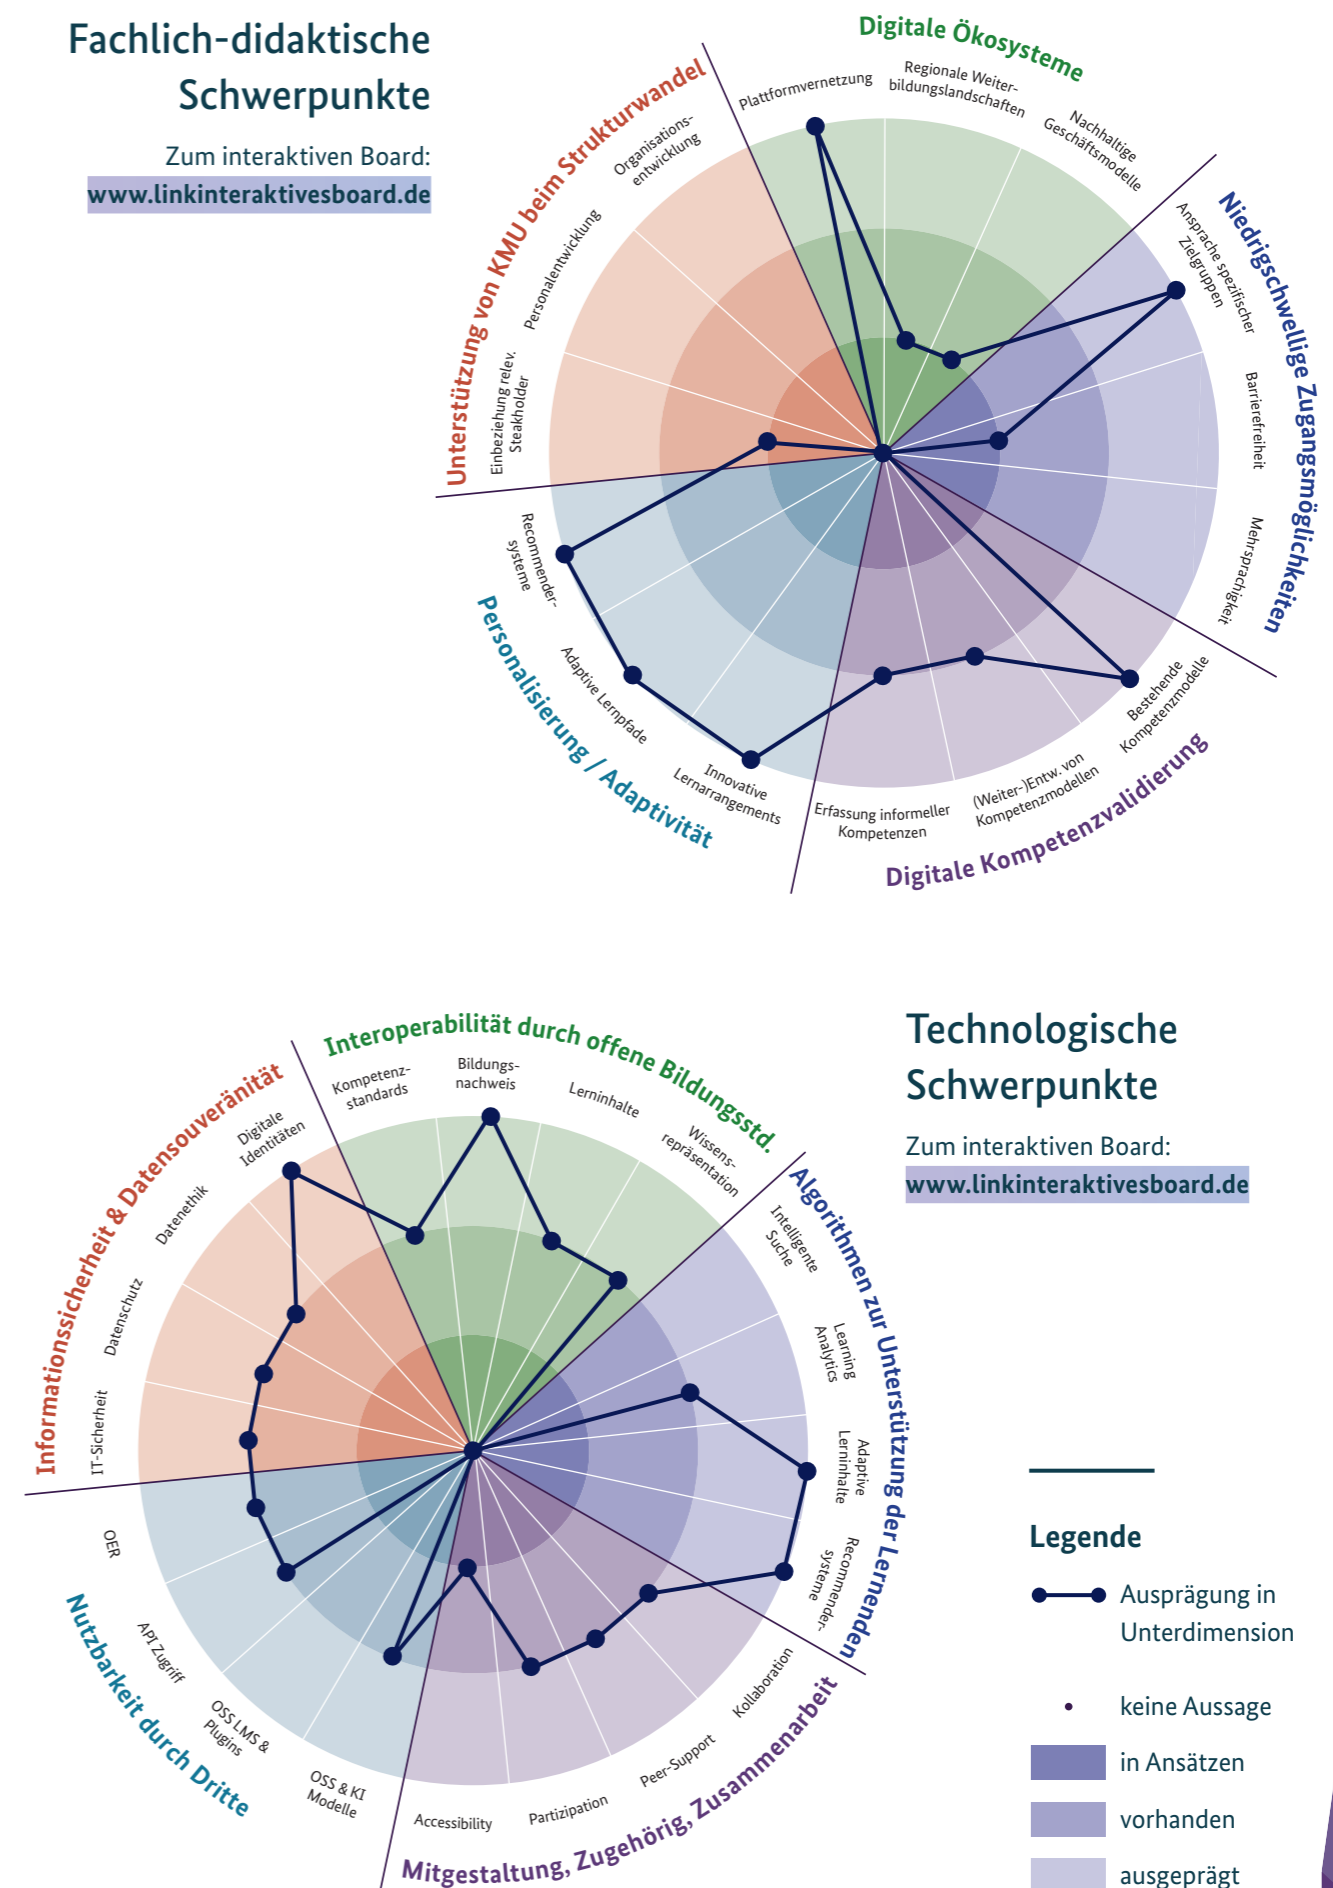 Fachlich-didaktische
Schwerpunkte
Zum interaktiven Board:
www.linkinteraktivesboard.de
Digitale Ökosysteme
Plattformvernetzung
Regionale Weiter-
bildungslandschaften
Nachhaltige
Geschäftsmodelle
Niedrigschwellige Zugangsmöglichkeiten
Ansprache spezifischer
Zielgruppen
Barrierefreiheit
Mehrsprachigkeit
Digitale Kompetenzvalidierung
Bestehende
Kompetenzmodelle
(Weiter-)Entw. von
Kompetenzmodellen
Erfassung informeller
Kompetenzen
Personalisierung / Adaptivität
Innovative
Lernarrangements
Adaptive Lernpfade
Recommender-
systeme
Unterstützung von KMU beim Strukturwandel
Einbeziehung relev.
Steakholder
Personalentwicklung
Organisations-
entwicklung
Technologische
Schwerpunkte
Zum interaktiven Board:
www.linkinteraktivesboard.de
Interoperabilität durch offene Bildungsstd.
Kompetenz-
standards
Bildungs-
nachweis
Lerninhalte
Wissens-
repräsentation
Algorithmen zur Unterstützung der Lernenden
Intelligente
Suche
Learning
Analytics
Adaptive
Lerninhalte
Recommender-
systeme
Mitgestaltung, Zugehörig, Zusammenarbeit
Kollaboration
Peer-Support
Partizipation
Accessibility
Nutzbarkeit durch Dritte
OSS & KI
Modelle
OSS LMS &
Plugins
API Zugriff
OER
Informationssicherheit & Datensouveränität
IT-Sicherheit
Datenschutz
Datenethik
Digitale
Identitäten
Legende
Ausprägung in
Unterdimension
keine Aussage
in Ansätzen
vorhanden
ausgeprägt